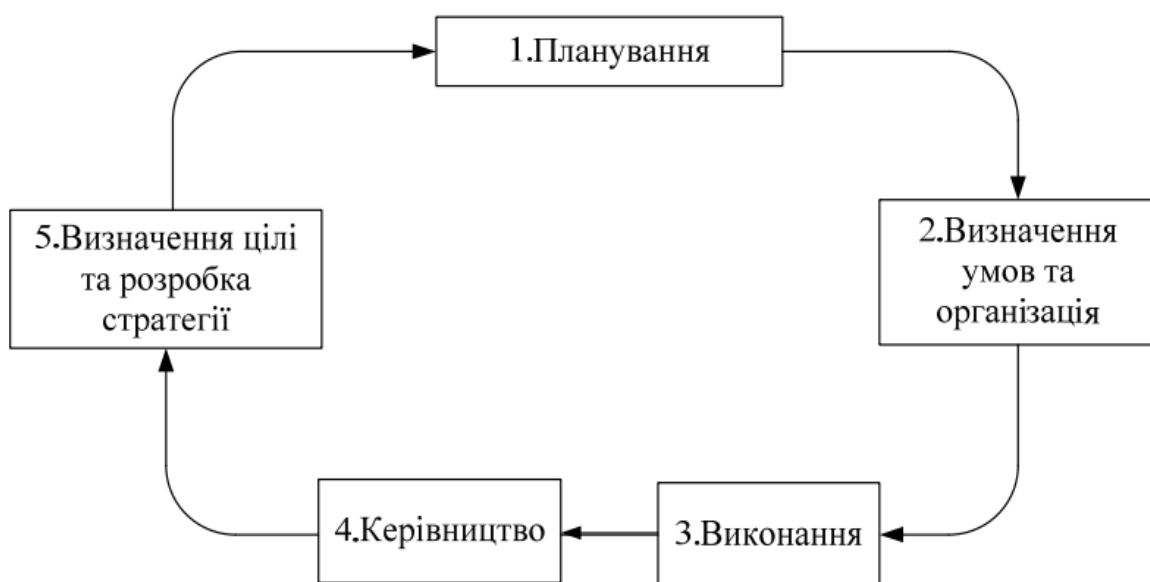 1.Планування
2.Визначення
умов та
організація
3.Виконання
4.Керівництво
5.Визначення цілі
та розробка
стратегії